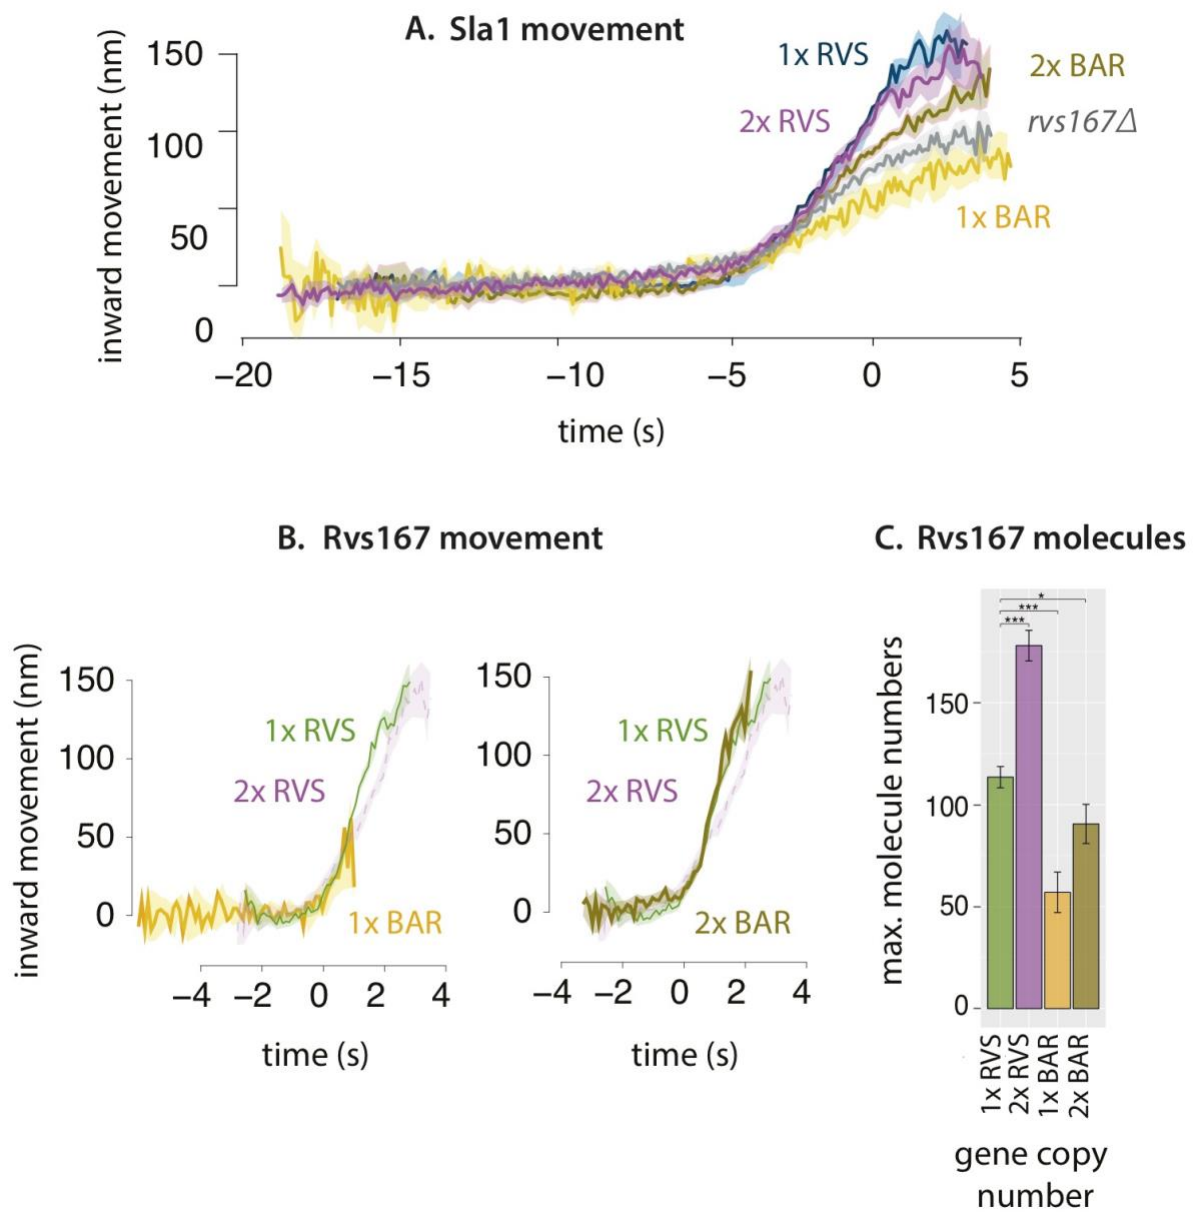 A. Sla1 movement
inward movement (nm)
150
100
50
0
1x RVS
2x RVS
2x BAR
rvs167Δ
1x BAR
−20 −15 −10 −5 0 5
time (s)
B. Rvs167 movement
inward movement (nm)
150
100
50
0
1x RVS
2x RVS
1x BAR
−4 −2 0 2 4
time (s)
150
100
50
0
1x RVS
2x RVS
2x BAR
−4 −2 0 2 4
time (s)
C. Rvs167 molecules
max. molecule numbers
*
***
***
150
100
50
0
1x RVS
2x RVS
1x BAR
2x BAR
gene copy
number